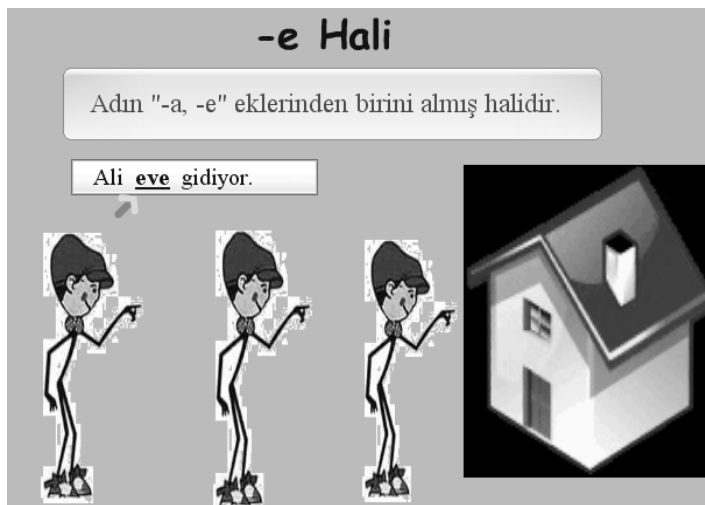 -e Hali
Adın "-a, -e" eklerinden birini almış halidir.
Ali eve gidiyor.